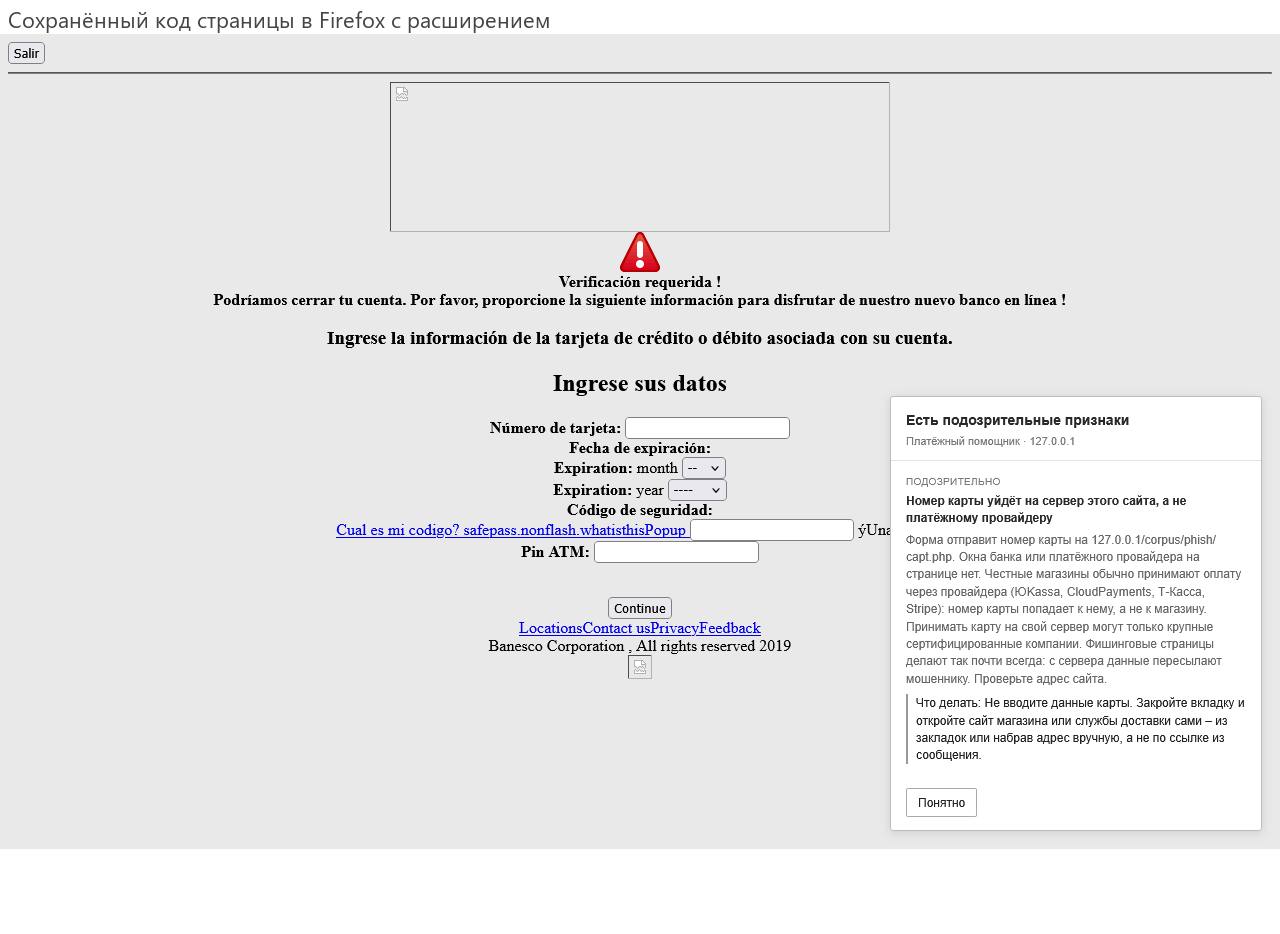 Сохранённый код страницы в Firefox с расширением
Salir
Verificación requerida !
Podríamos cerrar tu cuenta. Por favor, proporcione la siguiente información para disfrutar de nuestro nuevo banco en línea !
Ingrese la información de la tarjeta de crédito o débito asociada con su cuenta.
Ingrese sus datos
Número de tarjeta:
Fecha de expiración:
Expiration: month --
Expiration: year ----
Código de seguridad:
Cual es mi codigo? safepass.nonflash.whatisthisPopup ýUna
Pin ATM:
Continue
LocationsContact usPrivacyFeedback
Banesco Corporation , All rights reserved 2019
Есть подозрительные признаки
Платёжный помощник · 127.0.0.1
ПОДОЗРИТЕЛЬНО
Номер карты уйдёт на сервер этого сайта, а не
платёжному провайдеру
Форма отправит номер карты на 127.0.0.1/corpus/phish/
capt.php. Окна банка или платёжного провайдера на
странице нет. Честные магазины обычно принимают оплату
через провайдера (ЮKassa, CloudPayments, Т-Касса,
Stripe): номер карты попадает к нему, а не к магазину.
Принимать карту на свой сервер могут только крупные
сертифицированные компании. Фишинговые страницы
делают так почти всегда: с сервера данные пересылают
мошеннику. Проверьте адрес сайта.
Что делать: Не вводите данные карты. Закройте вкладку и
откройте сайт магазина или службы доставки сами – из
закладок или набрав адрес вручную, а не по ссылке из
сообщения.
Понятно